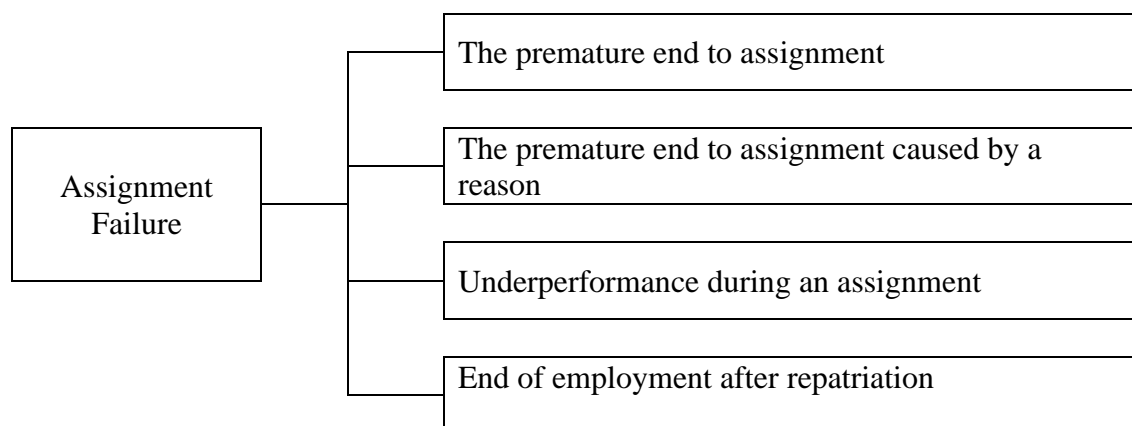 The premature end to assignment
The premature end to assignment caused by a
reason
Assignment
Failure
Underperformance during an assignment
End of employment after repatriation